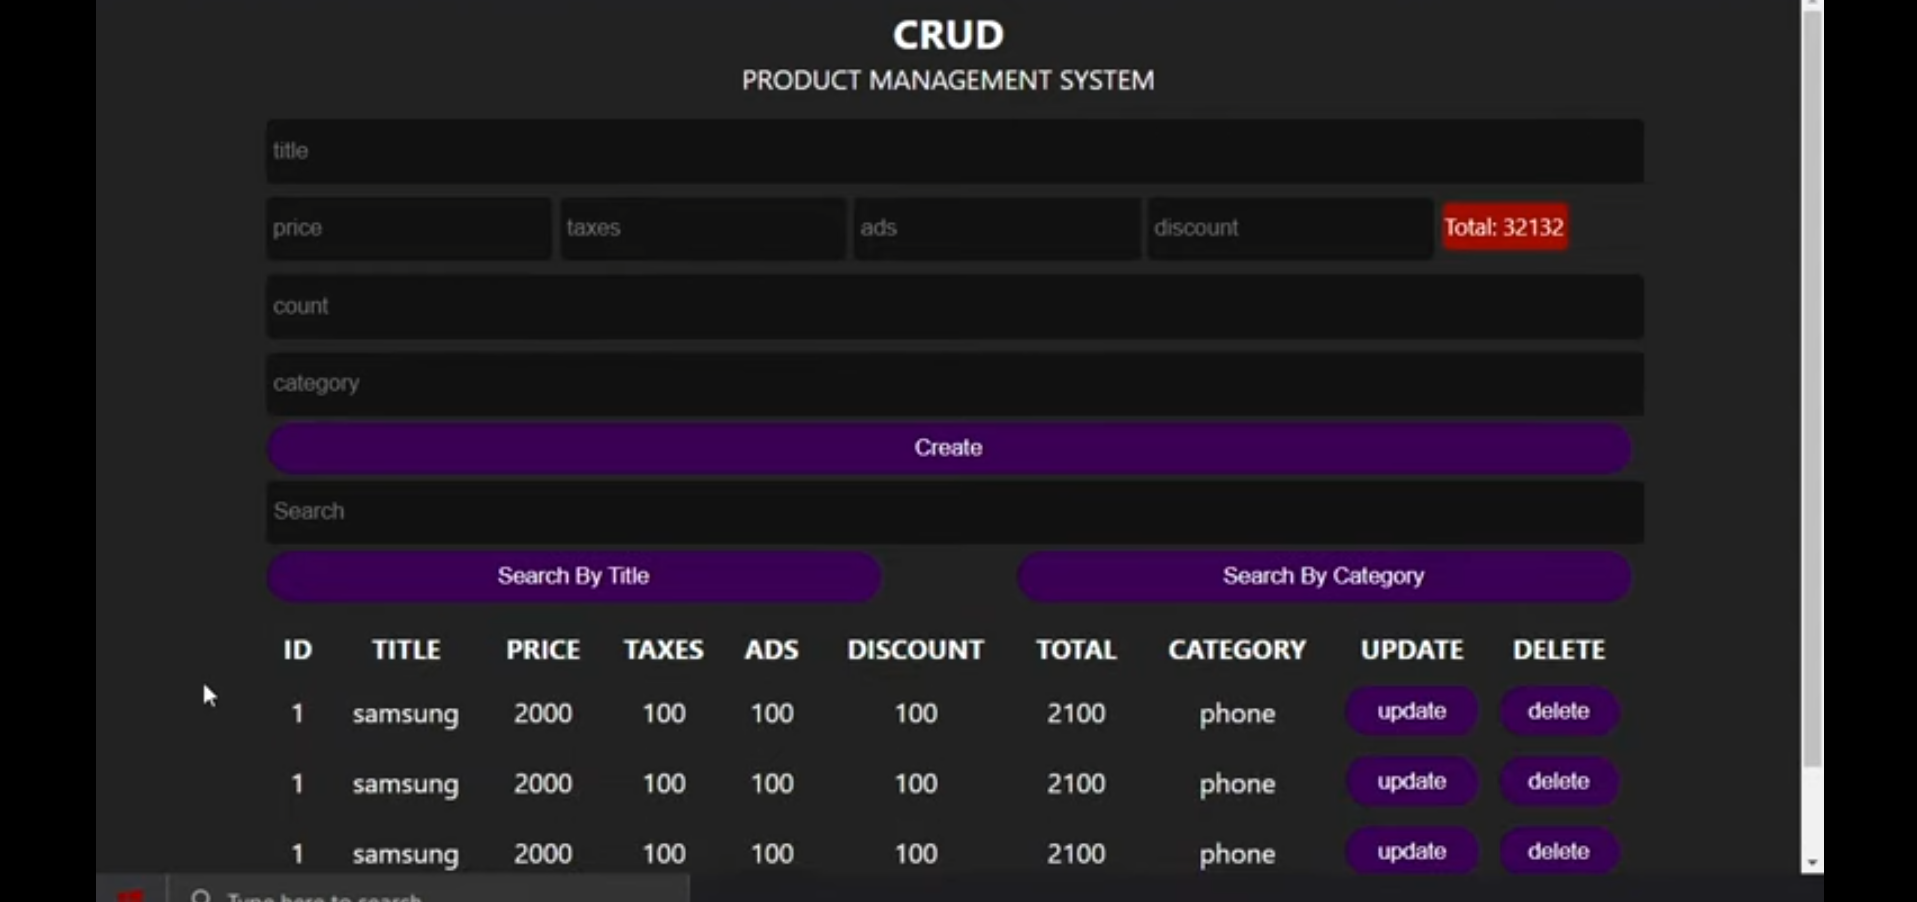 CRUD
PRODUCT MANAGEMENT SYSTEM
title
price taxes ads discount Total: 32132
count
category
Create
Search
Search By Title Search By Category
ID TITLE PRICE TAXES ADS DISCOUNT TOTAL CATEGORY UPDATE DELETE
1 samsung 2000 100 100 100 2100 phone update delete
1 samsung 2000 100 100 100 2100 phone update delete
1 samsung 2000 100 100 100 2100 phone update delete
Type here to search